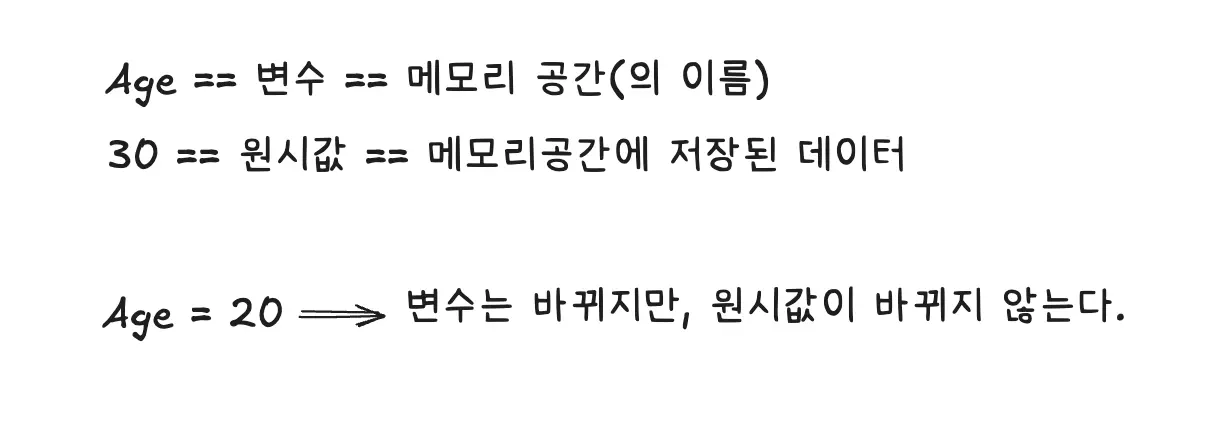 Age == 변수 == 메모리 공간(의 이름)
30 == 원시값 == 메모리공간에 저장된 데이터
Age = 20 ⟹ 변수는 바뀌지만, 원시값이 바뀌지 않는다.